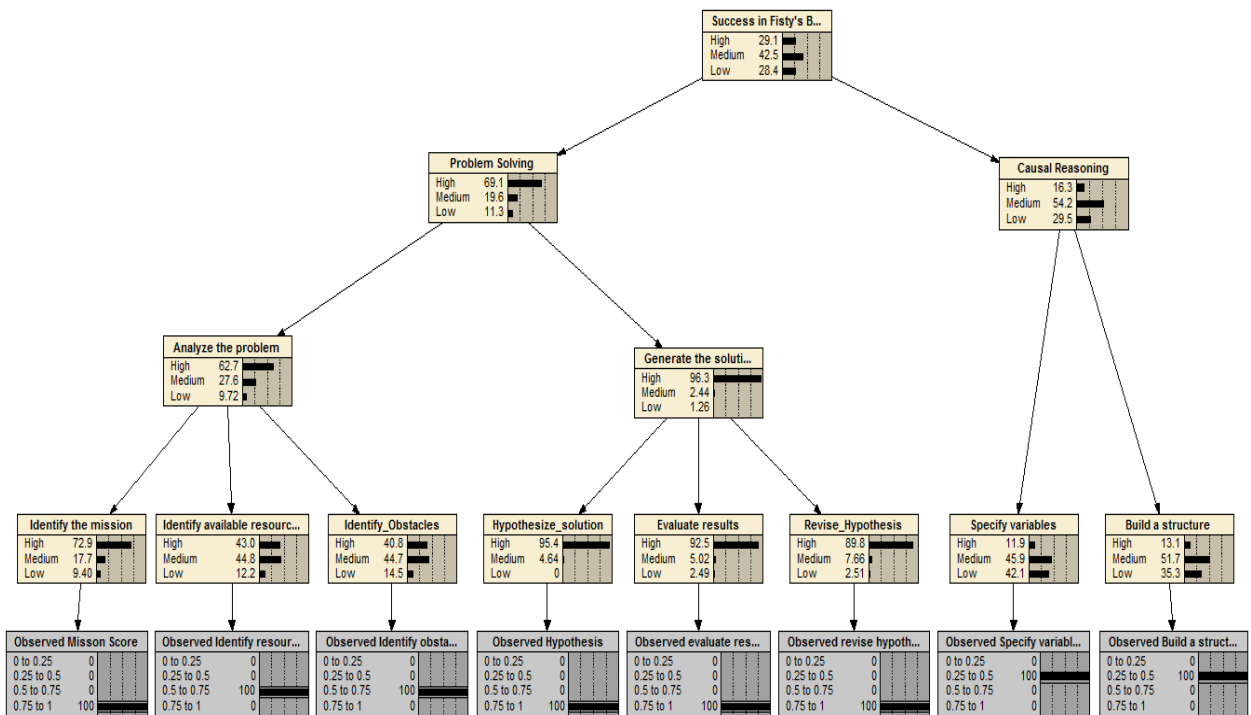 Success in Fisty's B...
High 29.1
Medium 42.5
Low 28.4
Problem Solving
High 69.1
Medium 19.6
Low 11.3
Causal Reasoning
High 16.3
Medium 54.2
Low 29.5
Analyze the problem
High 62.7
Medium 27.6
Low 9.72
Generate the soluti...
High 96.3
Medium 2.44
Low 1.26
Identify the mission
High 72.9
Medium 17.7
Low 9.40
Identify available resourc...
High 43.0
Medium 44.8
Low 12.2
Identify_Obstacles
High 40.8
Medium 44.7
Low 14.5
Hypothesize_solution
High 95.4
Medium 4.64
Low 0
Evaluate results
High 92.5
Medium 5.02
Low 2.49
Revise_Hypothesis
High 89.8
Medium 7.66
Low 2.51
Specify variables
High 11.9
Medium 45.9
Low 42.1
Build a structure
High 13.1
Medium 51.7
Low 35.3
Observed Misson Score
0 to 0.25 0
0.25 to 0.5 0
0.5 to 0.75 0
0.75 to 1 100
Observed Identify resour...
0 to 0.25 0
0.25 to 0.5 0
0.5 to 0.75 100
0.75 to 1 0
Observed Identify obsta...
0 to 0.25 0
0.25 to 0.5 0
0.5 to 0.75 100
0.75 to 1 0
Observed Hypothesis
0 to 0.25 0
0.25 to 0.5 0
0.5 to 0.75 0
0.75 to 1 100
Observed evaluate res...
0 to 0.25 0
0.25 to 0.5 0
0.5 to 0.75 0
0.75 to 1 100
Observed revise hypoth...
0 to 0.25 0
0.25 to 0.5 0
0.5 to 0.75 0
0.75 to 1 100
Observed Specify variabl...
0 to 0.25 0
0.25 to 0.5 100
0.5 to 0.75 0
0.75 to 1 0
Observed Build a struct...
0 to 0.25 0
0.25 to 0.5 100
0.5 to 0.75 0
0.75 to 1 0